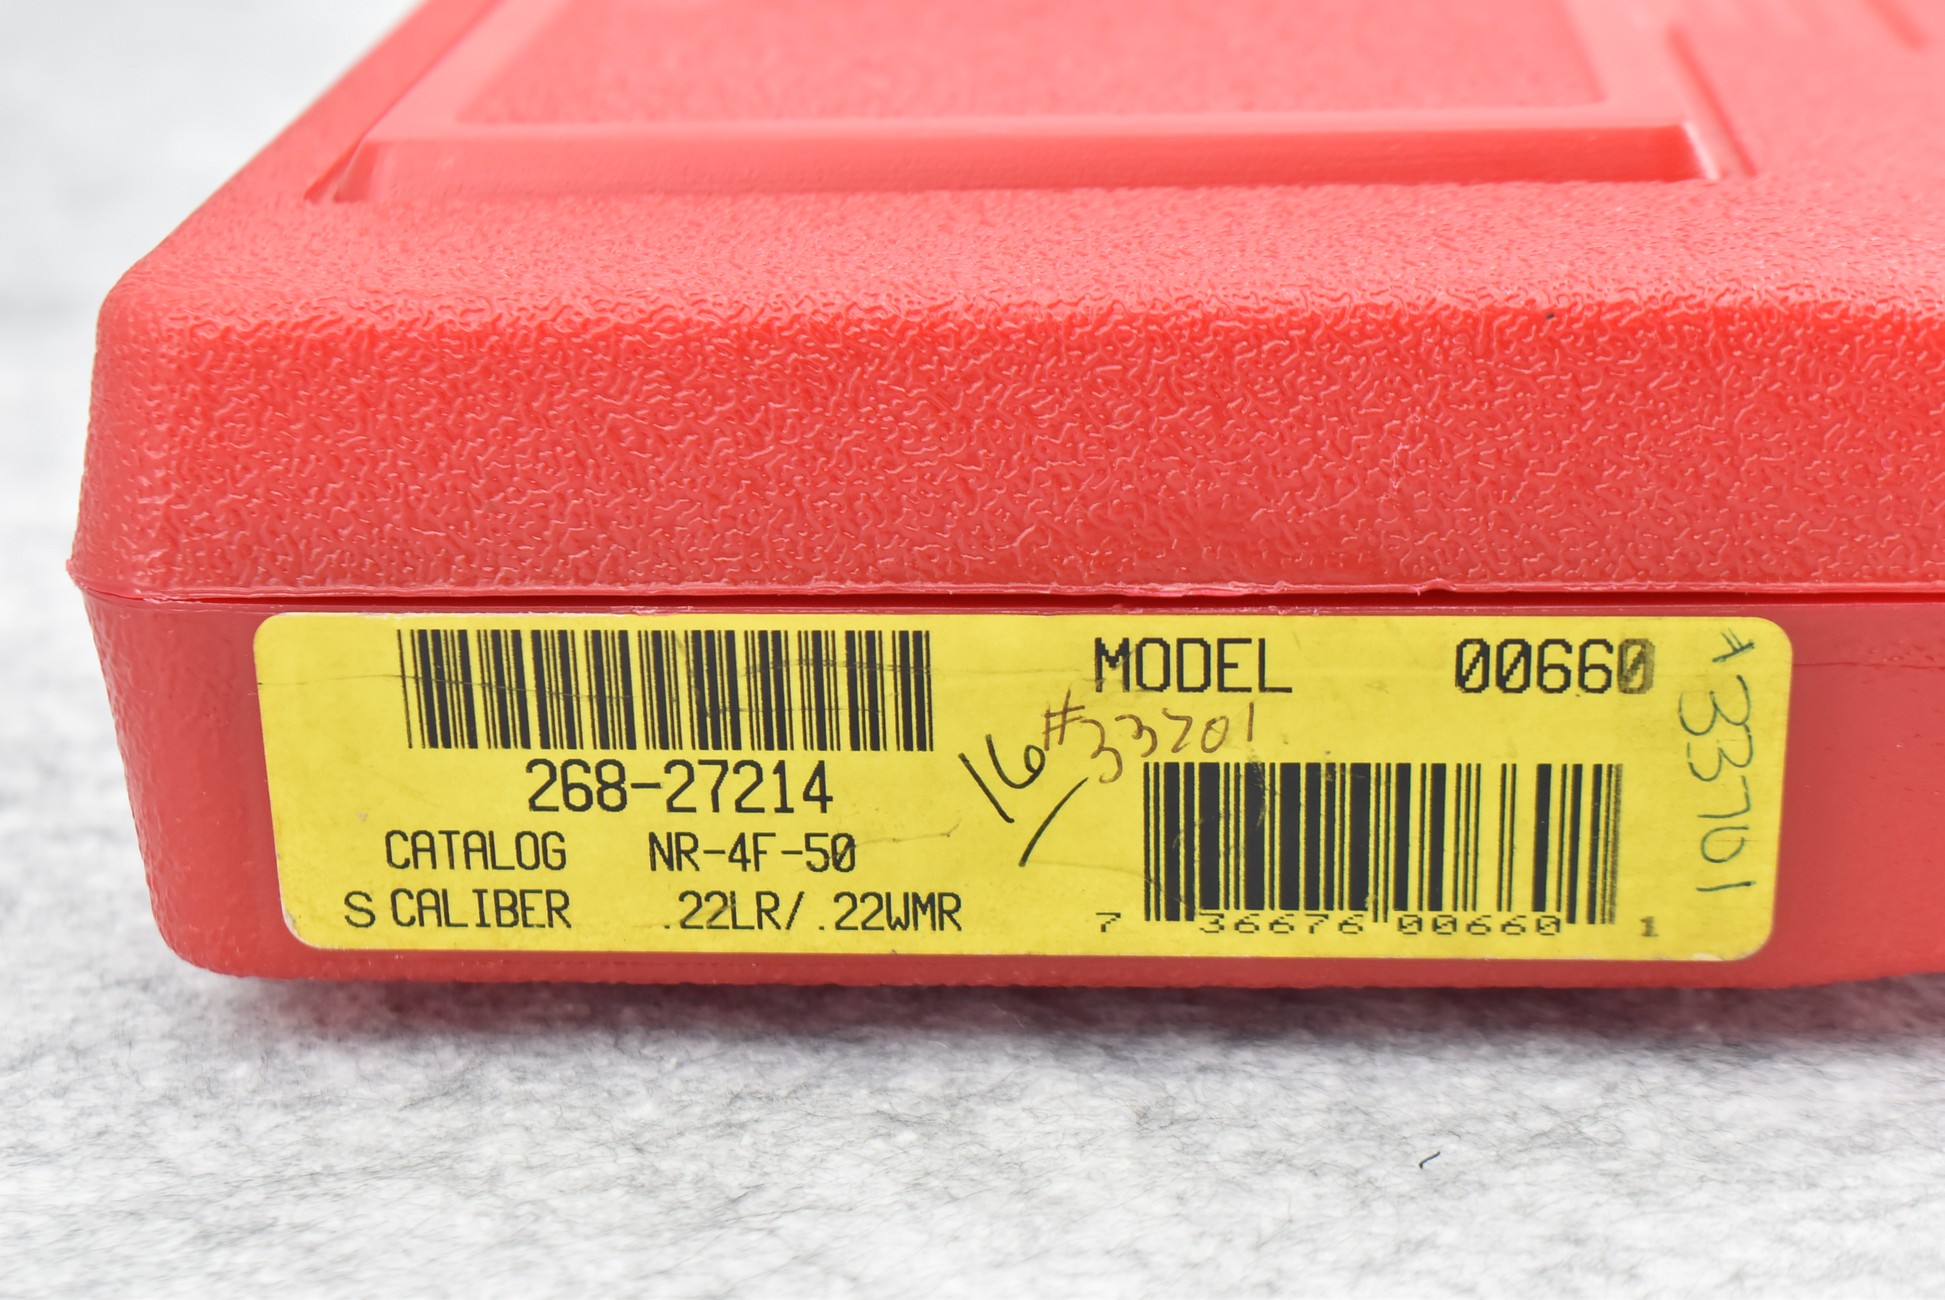 268-27214
CATALOG NR-4F-50
S CALIBER .22LR/.22WMR
MODEL 00660
#33701
16/
7 36676 00660 1
#33701